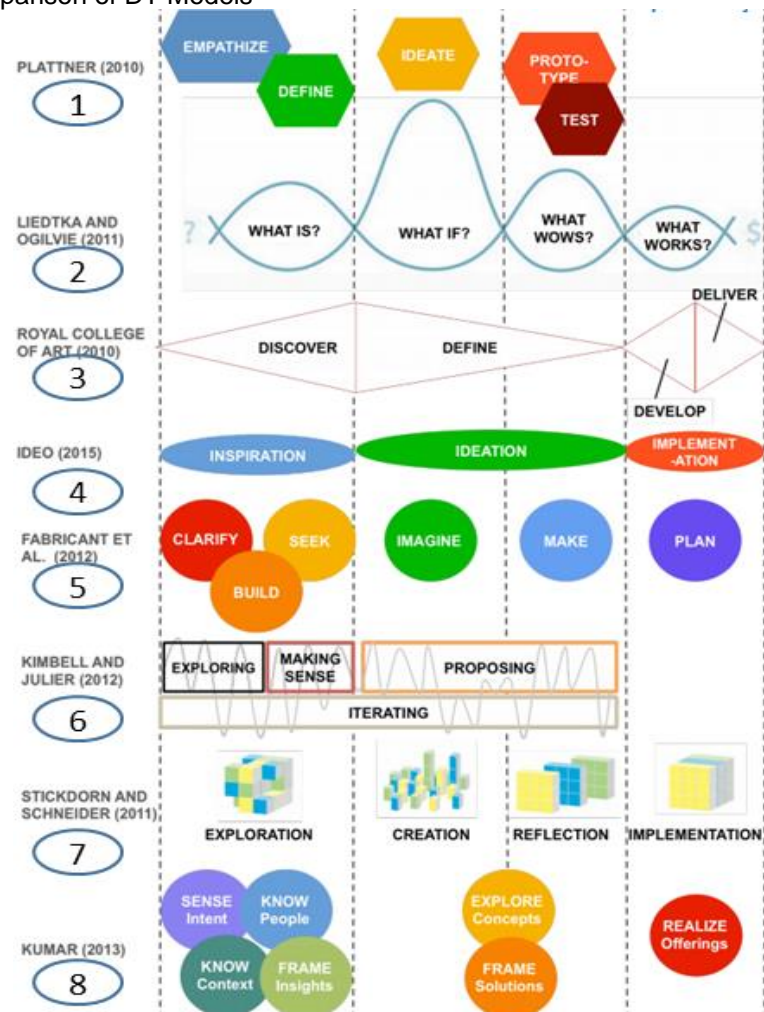 parison of DT Models
PLATTNER (2010)
1
EMPATHIZE
DEFINE
IDEATE
PROTO-
TYPE
TEST
LIEDTKA AND
OGILVIE (2011)
2
?
WHAT IS?
WHAT IF?
WHAT
WOWS?
WHAT
WORKS?
$
ROYAL COLLEGE
OF ART (2010)
3
DISCOVER
DEFINE
DEVELOP
DELIVER
IDEO (2015)
4
INSPIRATION
IDEATION
IMPLEMENT
-ATION
FABRICANT ET
AL. (2012)
5
CLARIFY
SEEK
BUILD
IMAGINE
MAKE
PLAN
KIMBELL AND
JULIER (2012)
6
EXPLORING
MAKING
SENSE
PROPOSING
ITERATING
STICKDORN AND
SCHNEIDER (2011)
7
EXPLORATION
CREATION
REFLECTION
IMPLEMENTATION
KUMAR (2013)
8
SENSE
Intent
KNOW
People
KNOW
Context
FRAME
Insights
EXPLORE
Concepts
FRAME
Solutions
REALIZE
Offerings